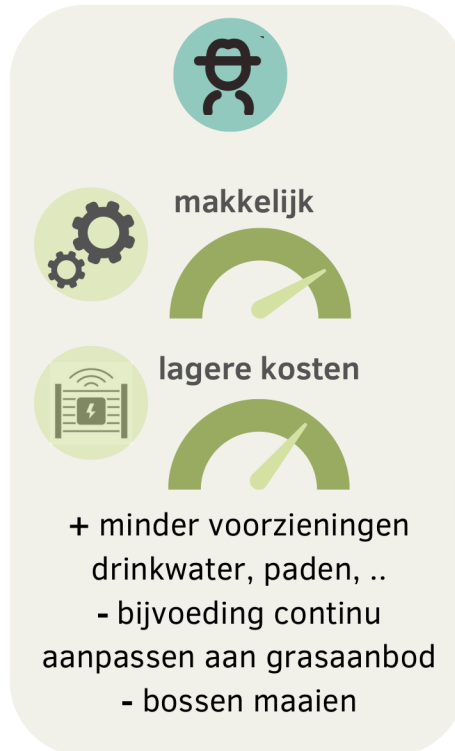 makkelijk
lagere kosten
+ minder voorzieningen
drinkwater, paden, ..
- bijvoeding continu
aanpassen aan grasaanbod
- bossen maaien